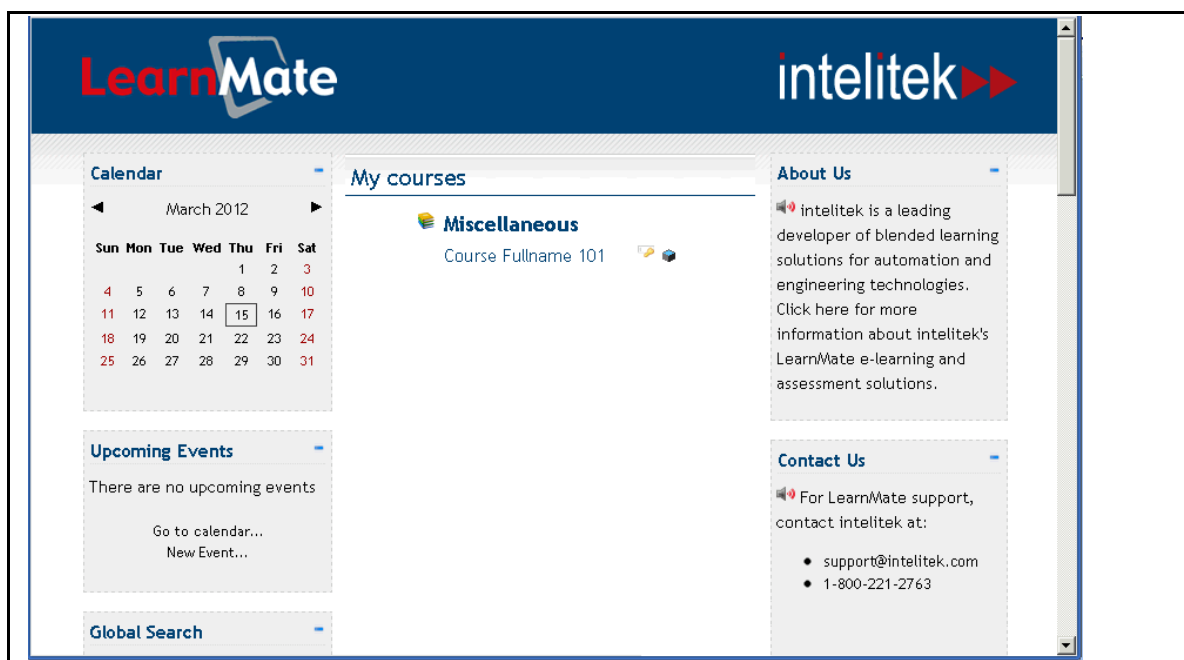 LearnMate
intelitek
Calendar
March 2012
Sun Mon Tue Wed Thu Fri Sat
1 2 3
4 5 6 7 8 9 10
11 12 13 14 15 16 17
18 19 20 21 22 23 24
25 26 27 28 29 30 31
Upcoming Events
There are no upcoming events
Go to calendar...
New Event...
Global Search
My courses
Miscellaneous
Course Fullname 101
About Us
intelitek is a leading
developer of blended learning
solutions for automation and
engineering technologies.
Click here for more
information about intelitek's
LearnMate e-learning and
assessment solutions.
Contact Us
For LearnMate support,
contact intelitek at:
• support@intelitek.com
• 1-800-221-2763